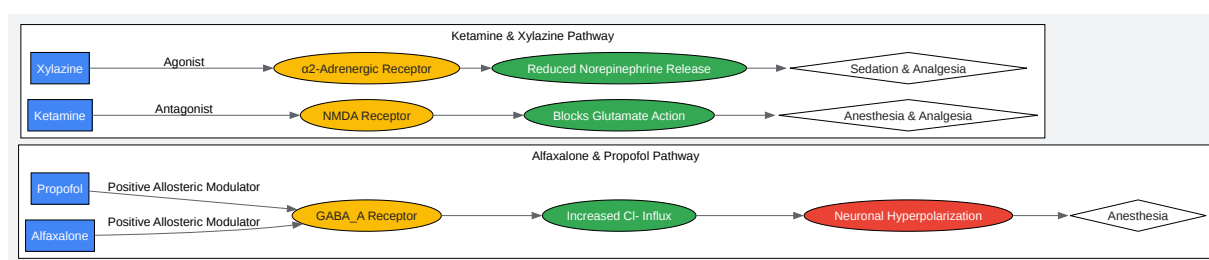 Ketamine & Xylazine Pathway
Xylazine
Agonist
α2-Adrenergic Receptor
Reduced Norepinephrine Release
Sedation & Analgesia
Ketamine
Antagonist
NMDA Receptor
Blocks Glutamate Action
Anesthesia & Analgesia
Alfaxalone & Propofol Pathway
Propofol
Positive Allosteric Modulator
Alfaxalone
Positive Allosteric Modulator
GABA_A Receptor
Increased Cl- Influx
Neuronal Hyperpolarization
Anesthesia